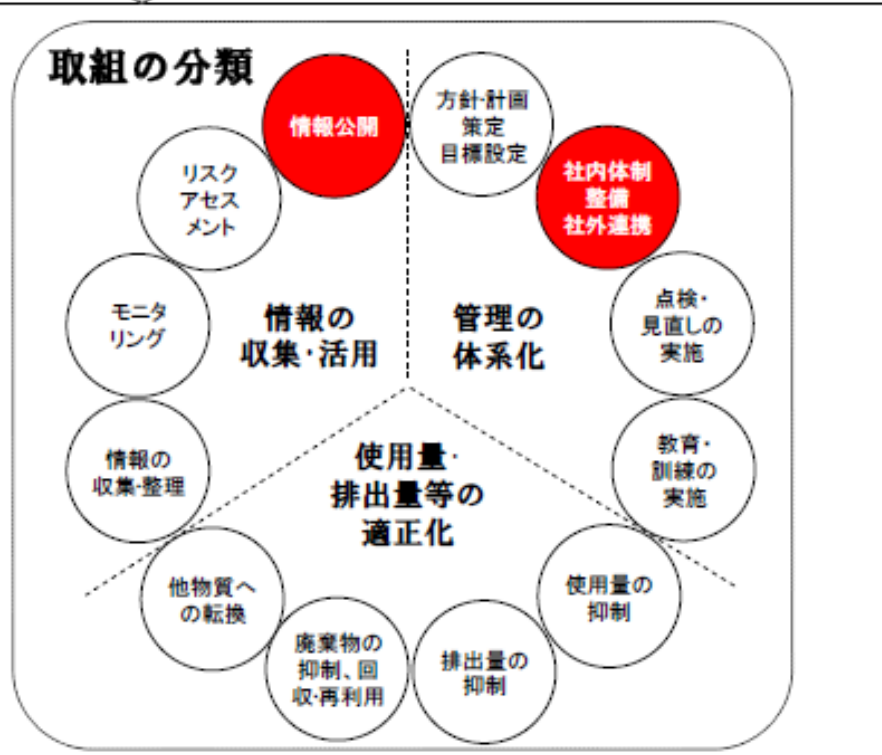 取組の分類
情報公開
方針・計画
策定
目標設定
社内体制
整備
社外連携
点検・
見直しの
実施
教育・
訓練の
実施
使用量の
抑制
排出量の
抑制
廃棄物の
抑制、回
収・再利用
他物質へ
の転換
情報の
収集・整理
モニタ
リング
リスク
アセス
メント
情報の
収集・活用
管理の
体系化
使用量・
排出量等の
適正化